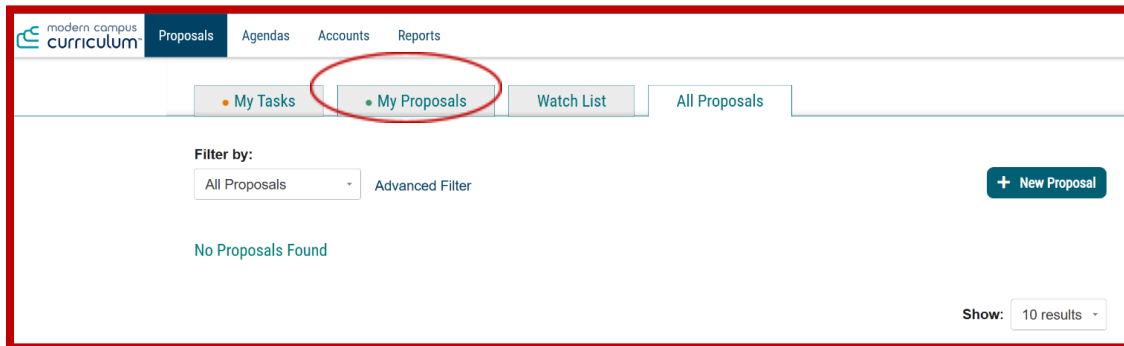 modern campus
curriculum™
Proposals Agendas Accounts Reports
My Tasks My Proposals Watch List All Proposals
Filter by:
All Proposals Advanced Filter + New Proposal
No Proposals Found
Show: 10 results